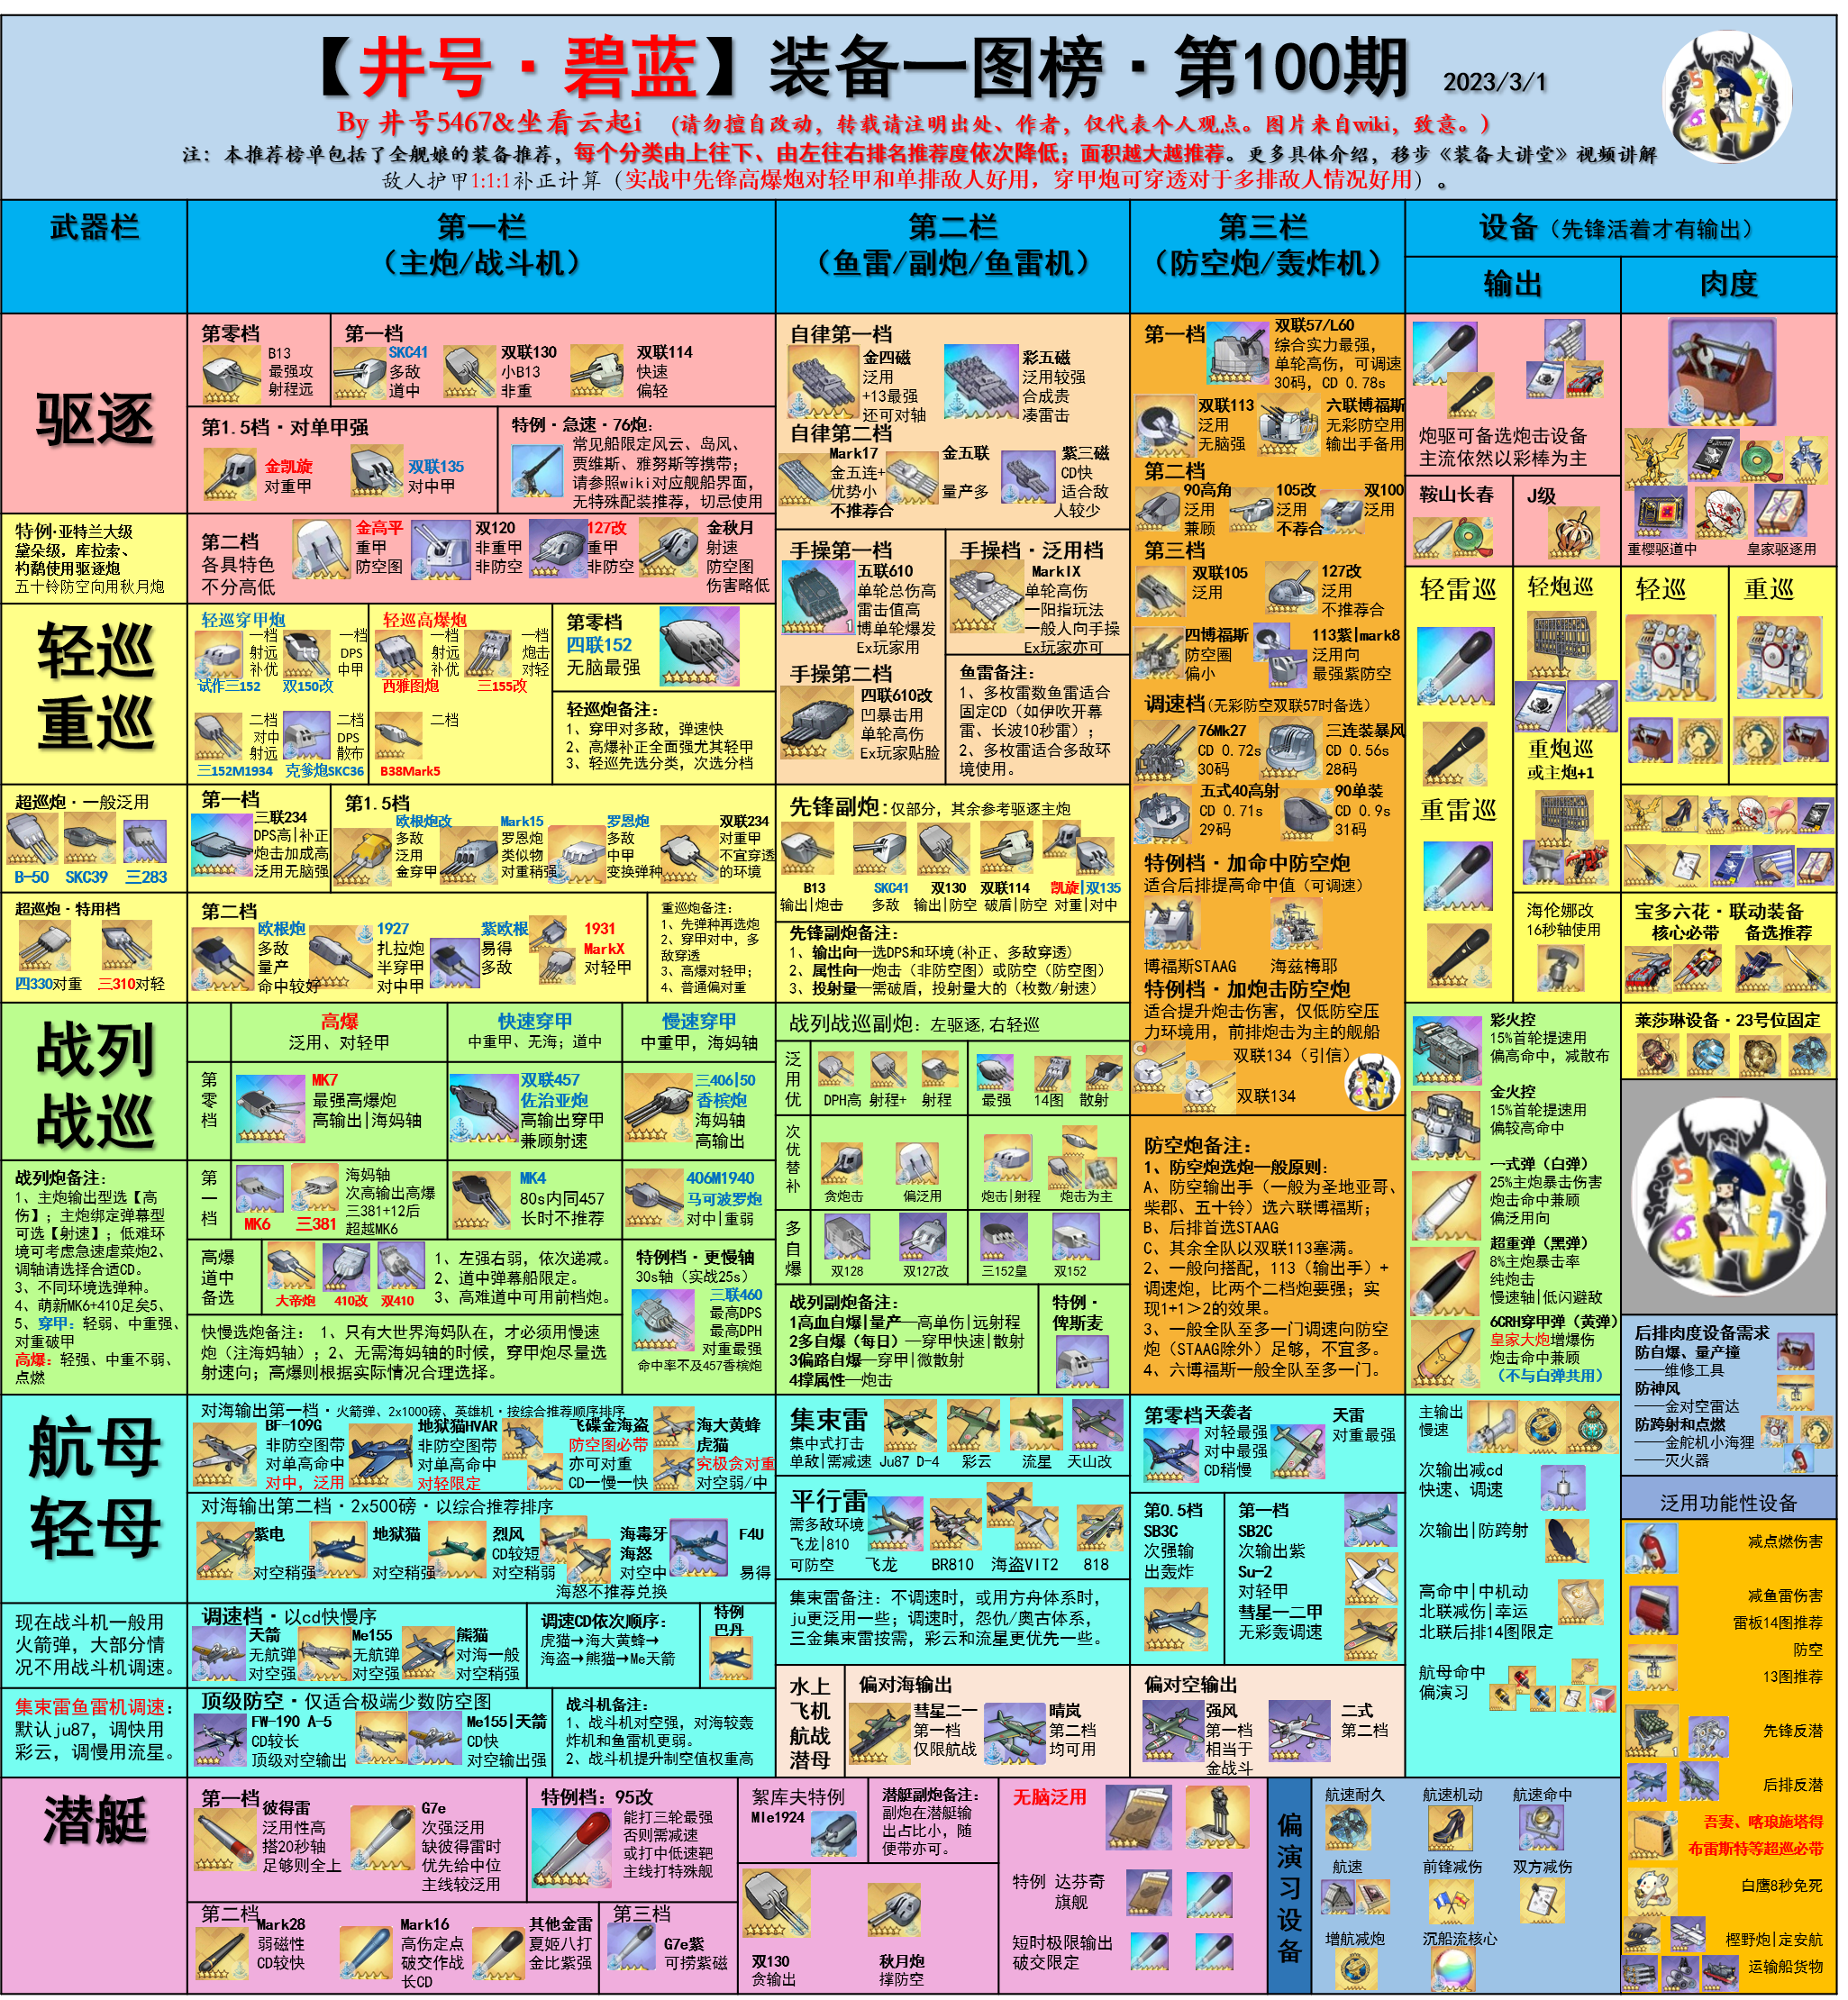 【井号·碧蓝】装备一图榜·第100期 2023/3/1
By 井号5467&坐看云起i (请勿擅自改动，转载请注明出处、作者，仅代表个人观点。图片来自wiki，致意。)
注：本推荐榜单包括了全舰娘的装备推荐，每个分类由上往下、由左往右排名推荐度依次降低；面积越大越推荐。更多具体介绍，移步《装备大讲堂》视频讲解
敌人护甲1:1:1补正计算（实战中先锋高爆炮对轻甲和单排敌人好用，穿甲炮可穿透对于多排敌人情况好用）。
武器栏
第一栏
（主炮/战斗机）
第二栏
（鱼雷/副炮/鱼雷机）
第三栏
（防空炮/轰炸机）
设备（先锋活着才有输出）
输出
肉度
驱逐
第零档
B13
最强攻
射程远
第一档
SKC41
多敌
道中
双联130
小B13
非重
双联114
快速
偏轻
第1.5档·对单甲强
金凯旋
对重甲
双联135
对中甲
特例·急速·76炮：
常见船限定风云、岛风、
贾维斯、雅努斯等携带；
请参照wiki对应舰船界面，
无特殊配装推荐，切忌使用
自律第一档
金四磁
泛用
+13最强
还可对轴
彩五磁
泛用较强
合成贵
凑雷击
自律第二档
Mark17
金五连+
优势小
不推荐合
金五联
量产多
紫三磁
CD快
适合敌
人较少
第一档
双联57/L60
综合实力最强，
单轮高伤，可调速
30码，CD 0.78s
双联113
泛用
无脑强
六联博福斯
无彩防空用
输出手备用
第二档
90高角
泛用
兼顾
105改
泛用
不荐合
双100
泛用
炮驱可备选炮击设备
主流依然以彩棒为主
鞍山长春
J级
重樱驱道中
皇家驱逐用
特例·亚特兰大级
黛朵级，库拉索、
杓鹬使用驱逐炮
五十铃防空向用秋月炮
第二档
各具特色
不分高低
金高平
重甲
防空图
双120
非重甲
非防空
127改
重甲
非防空
金秋月
射速
防空图
伤害略低
手操第一档
五联610
单轮总伤高
雷击值高
博单轮爆发
Ex玩家用
手操档·泛用档
MarkIX
单轮高伤
一阳指玩法
一般人向手操
Ex玩家亦可
第三档
双联105
泛用
127改
泛用
不推荐合
四博福斯
防空圈
偏小
113紫|mark8
泛用向
最强紫防空
轻巡
重巡
轻巡穿甲炮
一档
射远
补优
试作三152
一档
DPS
中甲
双150改
轻巡高爆炮
一档
射远
补优
西雅图炮
一档
炮击
对轻
三155改
第零档
四联152
无脑最强
二档
对中
射远
三152M1934
二档
DPS
散布
克爹炮SKC36
二档
B38Mark5
轻巡炮备注：
1、穿甲对多敌，弹速快
2、高爆补正全面强尤其轻甲
3、轻巡先选分类，次选分档
手操第二档
四联610改
凹暴击用
单轮高伤
Ex玩家贴脸
鱼雷备注：
1、多枚雷数鱼雷适合
固定CD（如伊吹开幕
雷、长波10秒雷）；
2、多枚雷适合多敌环
境使用。
调速档(无彩防空双联57时备选)
76Mk27
CD 0.72s
30码
三连装暴风
CD 0.56s
28码
五式40高射
CD 0.71s
29码
90单装
CD 0.9s
31码
轻雷巡
轻炮巡
重炮巡
或主炮+1
重雷巡
海伦娜改
16秒轴使用
轻巡
重巡
超巡炮·一般泛用
B-50
SKC39
三283
第一档
三联234
DPS高|补正
炮击加成高
泛用无脑强
第1.5档
欧根炮改
多敌
泛用
金穿甲
Mark15
罗恩炮
类似物
对重稍强
罗恩炮
多敌
中甲
变换弹种
双联234
对重甲
不宜穿透
的环境
先锋副炮:仅部分，其余参考驱逐主炮
B13
输出|炮击
SKC41
多敌
双130
输出|防空
双联114
破盾|防空
凯旋|双135
对重|对中
特例档·加命中防空炮
适合后排提高命中值（可调速）
博福斯STAAG
海兹梅耶
超巡炮·特用档
四330对重
三310对轻
第二档
欧根炮
多敌
量产
命中较好
1927
扎拉炮
半穿甲
对中甲
紫欧根
易得
多敌
1931
MarkX
对轻甲
重巡炮备注：
1、先弹种再选炮
2、穿甲对中，多
敌穿透
3、高爆对轻甲；
4、普通偏对重
先锋副炮备注：
1、输出向—选DPS和环境(补正、多敌穿透)
2、属性向—炮击（非防空图）或防空（防空图）
3、投射量—需破盾，投射量大的（枚数/射速）
特例档·加炮击防空炮
适合提升炮击伤害，仅低防空压
力环境用，前排炮击为主的舰船
双联134（引信）
双联134
宝多六花·联动装备
核心必带
备选推荐
莱莎琳设备·23号位固定
战列
战巡
高爆
泛用、对轻甲
快速穿甲
中重甲、无海；道中
慢速穿甲
中重甲，海妈轴
第零档
MK7
最强高爆炮
高输出|海妈轴
双联457
佐治亚炮
高输出穿甲
兼顾射速
三406|50
香槟炮
海妈轴
高输出
第一档
MK6
三381
海妈轴
次高输出高爆
三381+12后
超越MK6
MK4
80s内同457
长时不推荐
406M1940
马可波罗炮
对中|重弱
高爆
道中
备选
大帝炮
410改
双410
1、左强右弱，依次递减。
2、道中弹幕船限定。
3、高难道中可用前档炮。
特例档·更慢轴
30s轴（实战25s）
三联460
最高DPS
最高DPH
对重最强
命中率不及457香槟炮
快慢选炮备注： 1、只有大世界海妈队在，才必须用慢速
炮（注海妈轴）；2、无需海妈轴的时候，穿甲炮尽量选
射速向；高爆则根据实际情况合理选择。
战列炮备注：
1、主炮输出型选【高
伤】；主炮绑定弹幕型
可选【射速】；低难环
境可考虑急速虐菜炮2、
调轴请选择合适CD。
3、不同环境选弹种。
4、萌新MK6+410足矣5、
5、穿甲：轻弱、中重强、
对重破甲
高爆：轻强、中重不弱、
点燃
战列战巡副炮：左驱逐,右轻巡
泛用优
DPH高
射程+
射程
最强
14图
散射
次优替补
贪炮击
偏泛用
炮击|射程
炮击为主
多自爆
双128
双127改
三152皇
双152
战列副炮备注：
1高血自爆|量产—高单伤|远射程
2多自爆（每日）—穿甲快速|散射
3偏路自爆—穿甲|微散射
4撑属性—炮击
特例·
俾斯麦
防空炮备注：
1、防空炮选炮一般原则：
A、防空输出手（一般为圣地亚哥、
柴郡、五十铃）选六联博福斯；
B、后排首选STAAG
C、其余全队以双联113塞满。
2、一般向搭配，113（输出手）+
调速炮，比两个二档炮要强；实
现1+1＞2的效果。
3、一般全队至多一门调速向防空
炮（STAAG除外）足够，不宜多。
4、六博福斯一般全队至多一门。
彩火控
15%首轮提速用
偏高命中，减散布
金火控
15%首轮提速用
偏较高命中
一式弹（白弹）
25%主炮暴击伤害
炮击命中兼顾
偏泛用向
超重弹（黑弹）
8%主炮暴击率
纯炮击
慢速轴|低闪避敌
6CRH穿甲弹（黄弹）
皇家大炮增爆伤
炮击命中兼顾
（不与白弹共用）
后排肉度设备需求
防自爆、量产撞
——维修工具
防神风
——金对空雷达
防跨射和点燃
——金舵机小海狸
——灭火器
航母
轻母
对海输出第一档·火箭弹、2x1000磅、英雄机·按综合推荐顺序排序
BF-109G
非防空图带
对单高命中
对中，泛用
地狱猫HVAR
非防空图带
对单高命中
对轻限定
飞碟金海盗
防空图必带
亦可对重
CD一慢一快
海大黄蜂
虎猫
究极贪对重
对空弱/中
对海输出第二档·2x500磅·以综合推荐排序
紫电
对空稍强
地狱猫
对空稍强
烈风
CD较短
对空稍弱
海毒牙
海怒
对空中
海怒不推荐兑换
F4U
易得
集束雷
集中式打击
单敌|需减速
Ju87 D-4
彩云
流星
天山改
平行雷
需多敌环境
飞龙|810
可防空
飞龙
BR810
海盗VIT2
818
集束雷备注：不调速时，或用方舟体系时，
ju更泛用一些；调速时，怨仇/奥古体系，
三金集束雷按需，彩云和流星更优先一些。
第零档
天袭者
对轻最强
对中最强
CD稍慢
天雷
对重最强
第0.5档
SB3C
次强输
出轰炸
第一档
SB2C
次输出紫
Su-2
对轻甲
彗星一二甲
无彩轰调速
主输出
慢速
次输出减cd
快速、调速
次输出|防跨射
高命中|中机动
北联减伤|幸运
北联后排14图限定
航母命中
偏演习
泛用功能性设备
减点燃伤害
减鱼雷伤害
雷板14图推荐
防空
13图推荐
先锋反潜
后排反潜
吾妻、喀琅施塔得
布雷斯特等超巡必带
白鹰8秒免死
樫野炮|定安航
运输船货物
现在战斗机一般用
火箭弹，大部分情
况不用战斗机调速。
调速档·以cd快慢序
天箭
无航弹
对空强
Me155
无航弹
对空强
熊猫
对海一般
对空稍强
调速CD依次顺序：
虎猫→海大黄蜂→
海盗→熊猫→Me天箭
特例
巴丹
集束雷鱼雷机调速：
默认ju87，调快用
彩云，调慢用流星。
顶级防空·仅适合极端少数防空图
FW-190 A-5
CD较长
顶级对空输出
Me155|天箭
CD快
对空输出强
战斗机备注：
1、战斗机对空强，对海较轰
炸机和鱼雷机更弱。
2、战斗机提升制空值权重高
水上
飞机
航战
潜母
偏对海输出
彗星二一
第一档
仅限航战
晴岚
第二档
均可用
偏对空输出
强风
第一档
相当于
金战斗
二式
第二档
潜艇
第一档
彼得雷
泛用性高
搭20秒轴
足够则全上
G7e
次强泛用
缺彼得雷时
优先给中位
主线较泛用
特例档：95改
能打三轮最强
否则需减速
或打中低速靶
主线打特殊舰
第二档
Mark28
弱磁性
CD较快
Mark16
高伤定点
破交作战
长CD
其他金雷
夏姬八打
金比紫强
第三档
G7e紫
可捞紫磁
絮库夫特例
Mle1924
潜艇副炮备注：
副炮在潜艇输
出占比小，随
便带亦可。
双130
贪输出
秋月炮
撑防空
无脑泛用
特例 达芬奇
旗舰
短时极限输出
破交限定
偏演习设备
航速耐久
航速机动
航速命中
航速
前锋减伤
双方减伤
增航减炮
沉船流核心